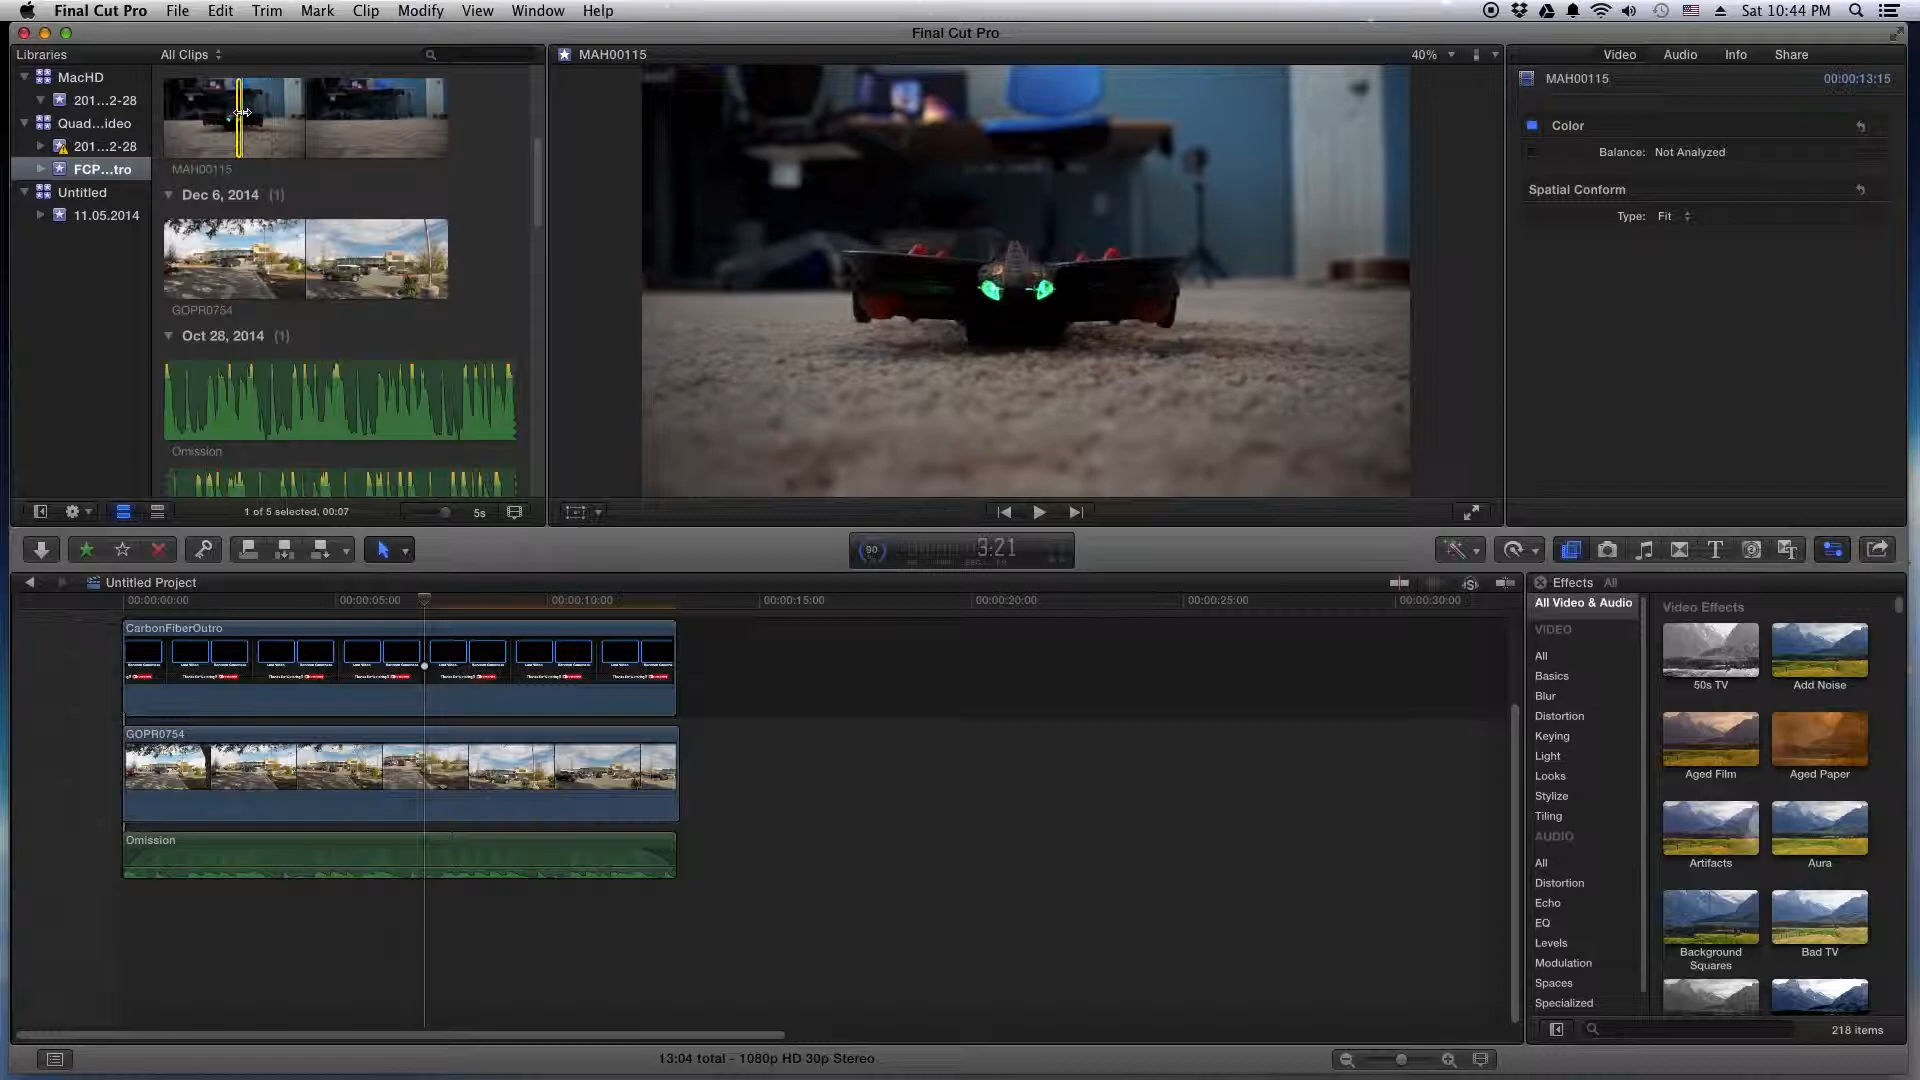 Final Cut Pro File Edit Trim Mark Clip Modify View Window Help Sat 10:44 PM
Final Cut Pro
Libraries
All Clips
MacHD
201...2-28
Quad...ideo
201...2-28
FCP...tro
Untitled
11.05.2014
MAH00115
Dec 6, 2014 (1)
GOPR0754
Oct 28, 2014 (1)
Omission
1 of 5 selected, 00:07
5s
MAH00115
40%
Video Audio Info Share
MAH00115
00:00:13:15
Color
Balance: Not Analyzed
Spatial Conform
Type: Fit
90
3:21
Untitled Project
00:00:00:00 00:00:05:00 00:00:10:00 00:00:15:00 00:00:20:00 00:00:25:00 00:00:30:00
CarbonFiberOutro
GOPR0754
Omission
Effects All
All Video & Audio
VIDEO
All
Basics
Blur
Distortion
Keying
Light
Looks
Stylize
Tiling
AUDIO
All
Distortion
Echo
EQ
Levels
Modulation
Spaces
Specialized
Video Effects
50s TV
Add Noise
Aged Film
Aged Paper
Artifacts
Aura
Background
Squares
Bad TV
218 items
13:04 total - 1080p HD 30p Stereo